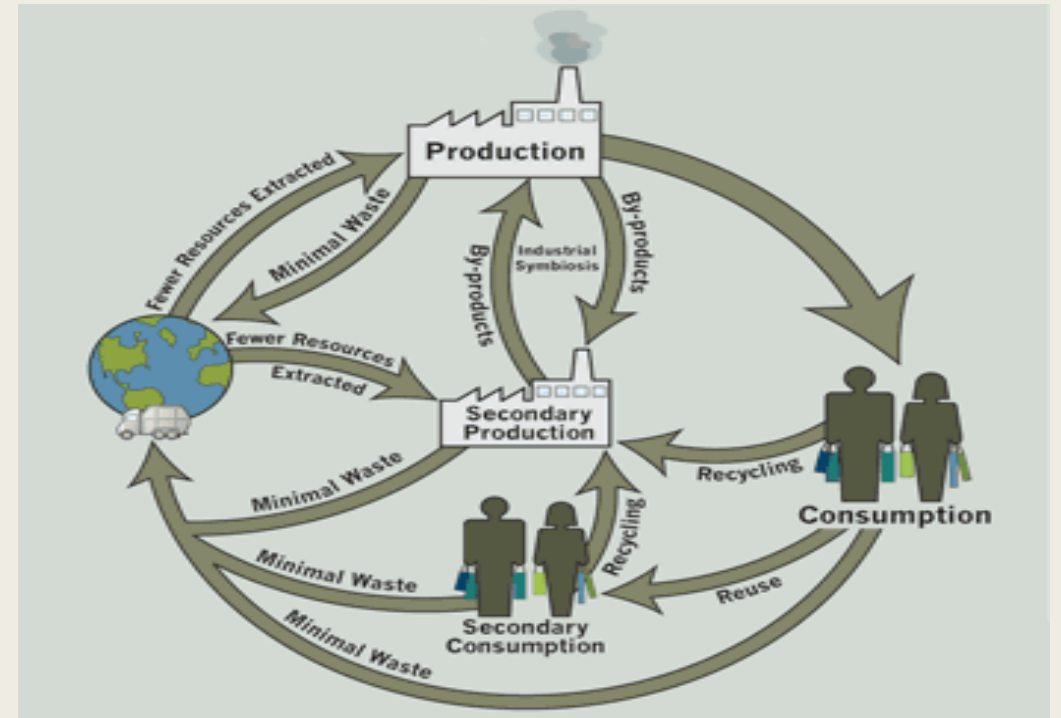 Production
Fewer Resources Extracted
Minimal Waste
By-products
Industrial
Symbiosis
By-products
Fewer Resources
Extracted
Secondary
Production
Recycling
Minimal Waste
Consumption
Recycling
Minimal Waste
Reuse
Secondary
Consumption
Minimal Waste